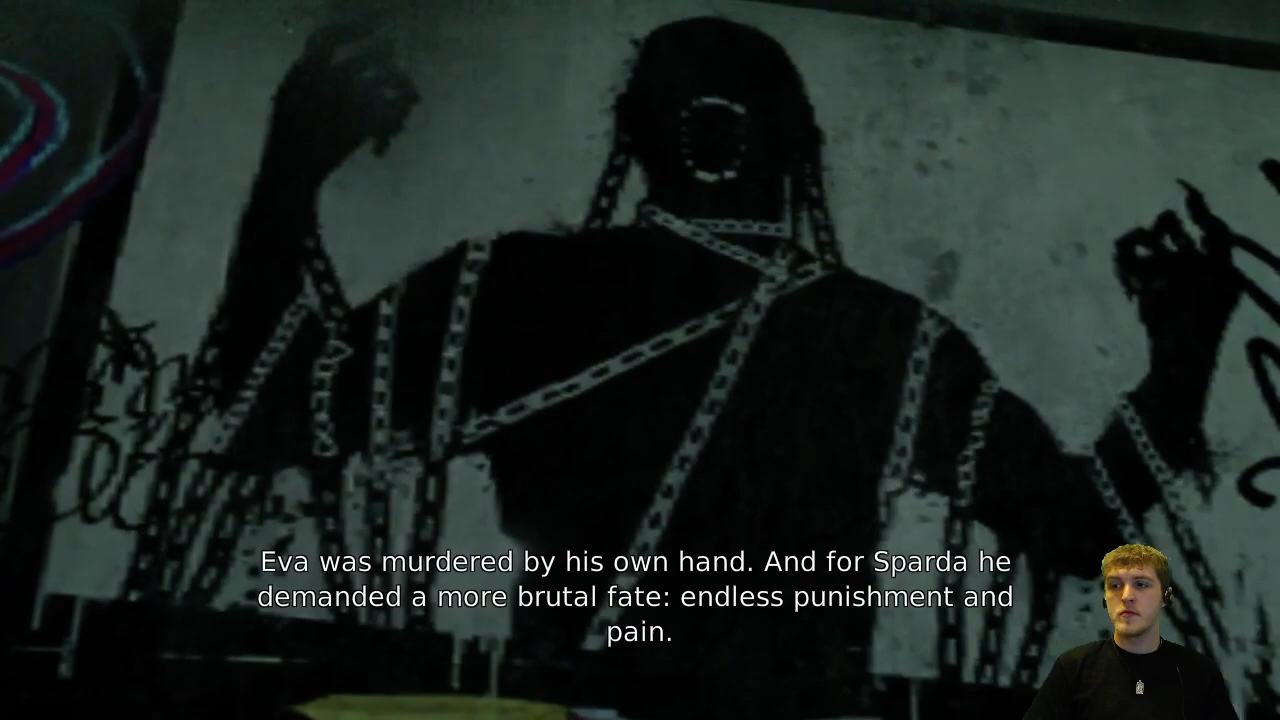 Eva was murdered by his own hand. And for Sparda he
demanded a more brutal fate: endless punishment and
pain.